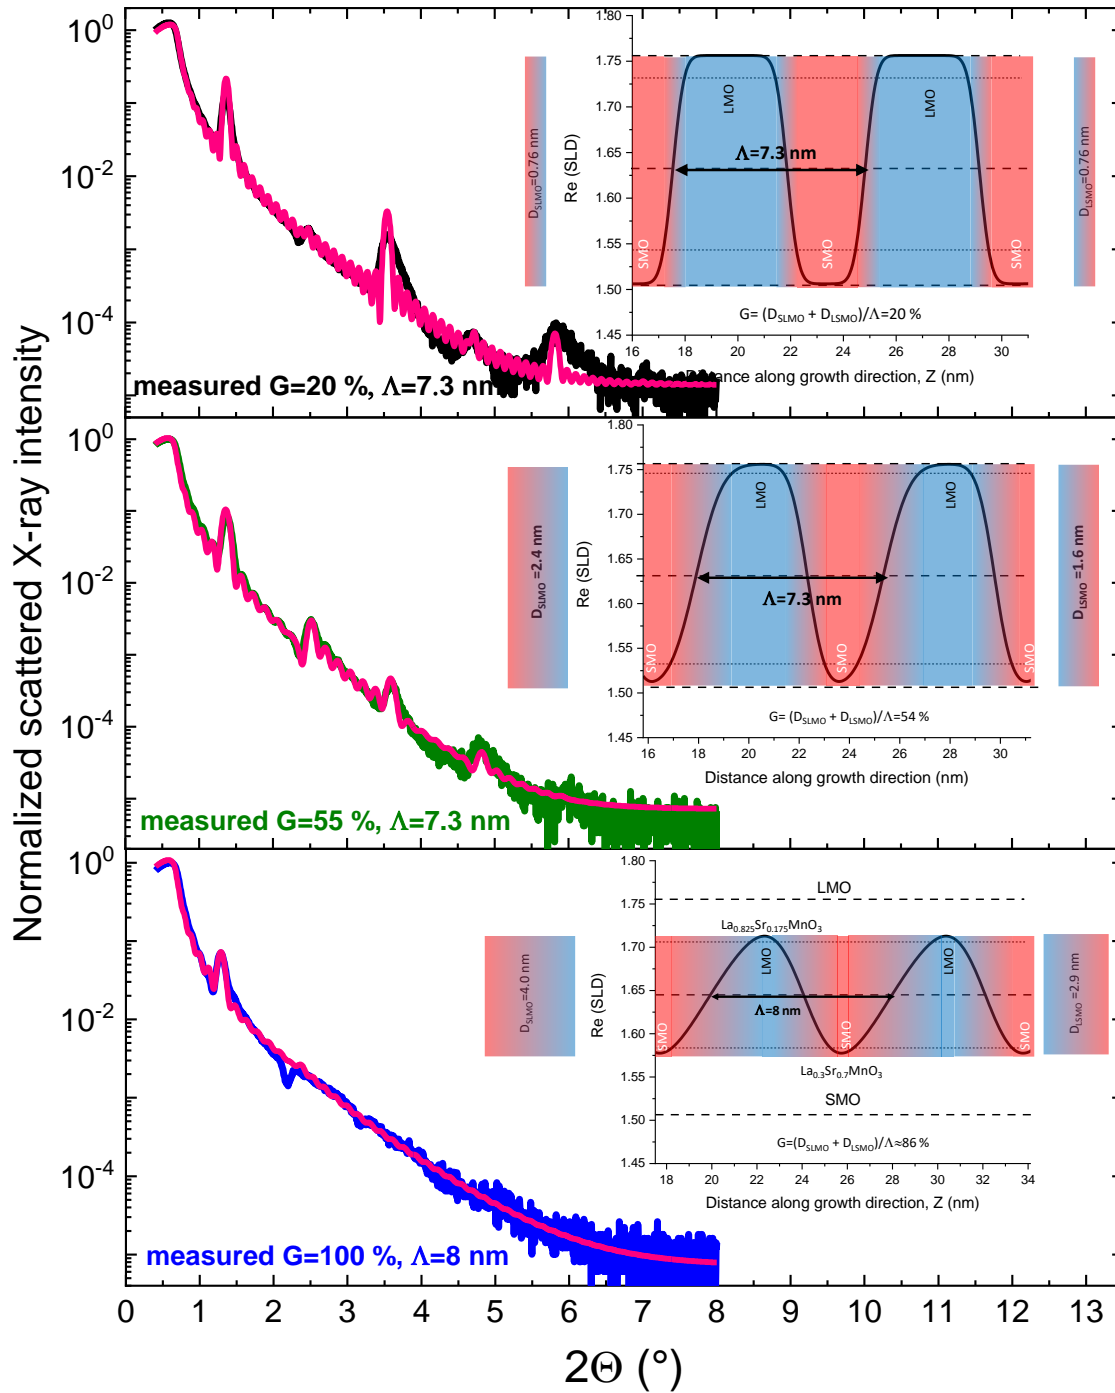 Normalized scattered X-ray intensity
10⁰
10⁻²
10⁻⁴
measured G=20 %, Λ=7.3 nm
D_SLMO=0.76 nm
Re (SLD)
1.80
1.75
1.70
1.65
1.60
1.55
1.50
1.45
LMO
LMO
Λ=7.3 nm
SMO
SMO
SMO
G= (D_SLMO + D_LSMO)/Λ=20 %
16 18 20 22 24 26 28 30
Distance along growth direction, Z (nm)
D_LSMO=0.76 nm
10⁰
10⁻²
10⁻⁴
measured G=55 %, Λ=7.3 nm
D_SLMO =2.4 nm
Re (SLD)
1.80
1.75
1.70
1.65
1.60
1.55
1.50
1.45
LMO
LMO
Λ=7.3 nm
SMO
SMO
SMO
G= (D_SLMO + D_LSMO)/Λ=54 %
16 18 20 22 24 26 28 30
Distance along growth direction (nm)
D_LSMO =1.6 nm
10⁰
10⁻²
10⁻⁴
measured G=100 %, Λ=8 nm
D_SLMO=4.0 nm
Re (SLD)
1.80
1.75
1.70
1.65
1.60
1.55
1.50
1.45
LMO
La₀.₈₂₅Sr₀.₁₇₅MnO₃
LMO
LMO
Λ=8 nm
SMO
SMO
SMO
La₀.₃Sr₀.₇MnO₃
SMO
G=(D_SLMO + D_LSMO)/Λ≈86 %
18 20 22 24 26 28 30 32 34
Distance along growth direction, Z (nm)
D_LSMO=2.9 nm
0 1 2 3 4 5 6 7 8 9 10 11 12 13
2Θ (°)